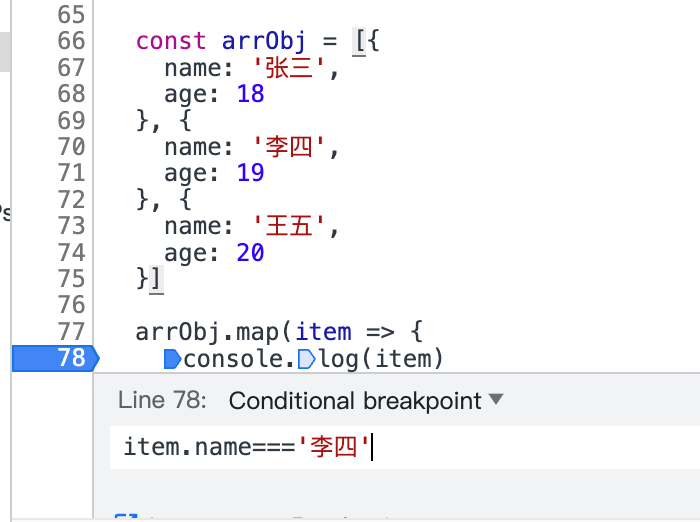 65
66 const arrObj = [{
67 name: '张三',
68 age: 18
69 }, {
70 name: '李四',
71 age: 19
72 }, {
73 name: '王五',
74 age: 20
75 }]
76
77 arrObj.map(item => {
78 console.log(item)
Line 78: Conditional breakpoint
item.name==='李四'